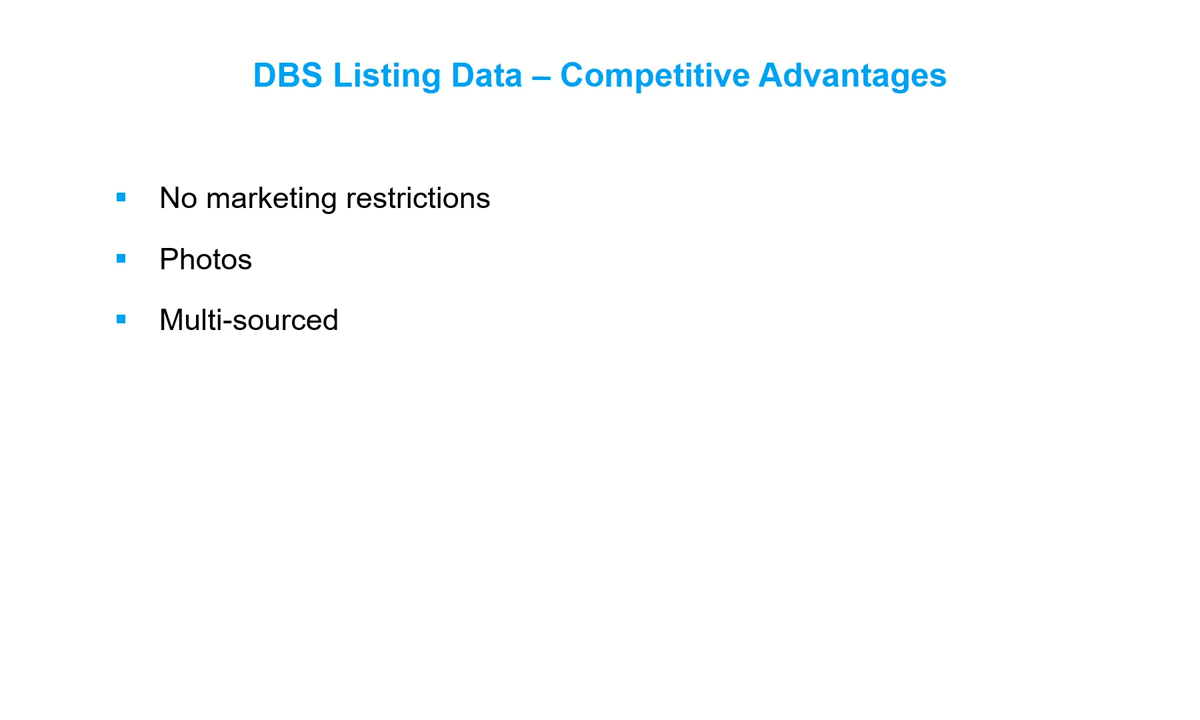 DBS Listing Data – Competitive Advantages
▪ No marketing restrictions
▪ Photos
▪ Multi-sourced